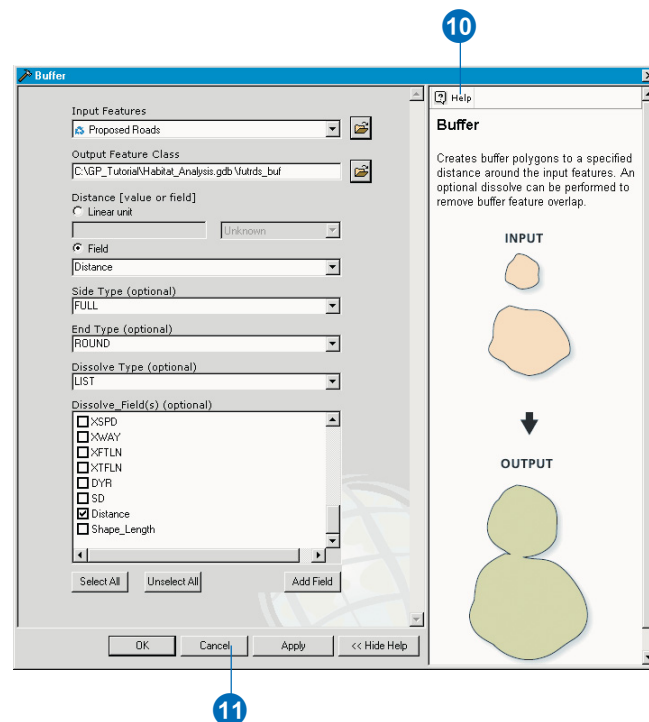 10
Buffer
Input Features
Proposed Roads
Output Feature Class
C:\GP_Tutorial\Habitat_Analysis.gdb\futrds_buf
Distance [value or field]
Linear unit
Unknown
Field
Distance
Side Type (optional)
FULL
End Type (optional)
ROUND
Dissolve Type (optional)
LIST
Dissolve_Field(s) (optional)
XSPD
XWAY
XFTLN
XTFLN
DYR
SD
Distance
Shape_Length
Select All Unselect All Add Field
OK Cancel Apply << Hide Help
Help
Buffer
Creates buffer polygons to a specified
distance around the input features. An
optional dissolve can be performed to
remove buffer feature overlap.
INPUT
OUTPUT
11